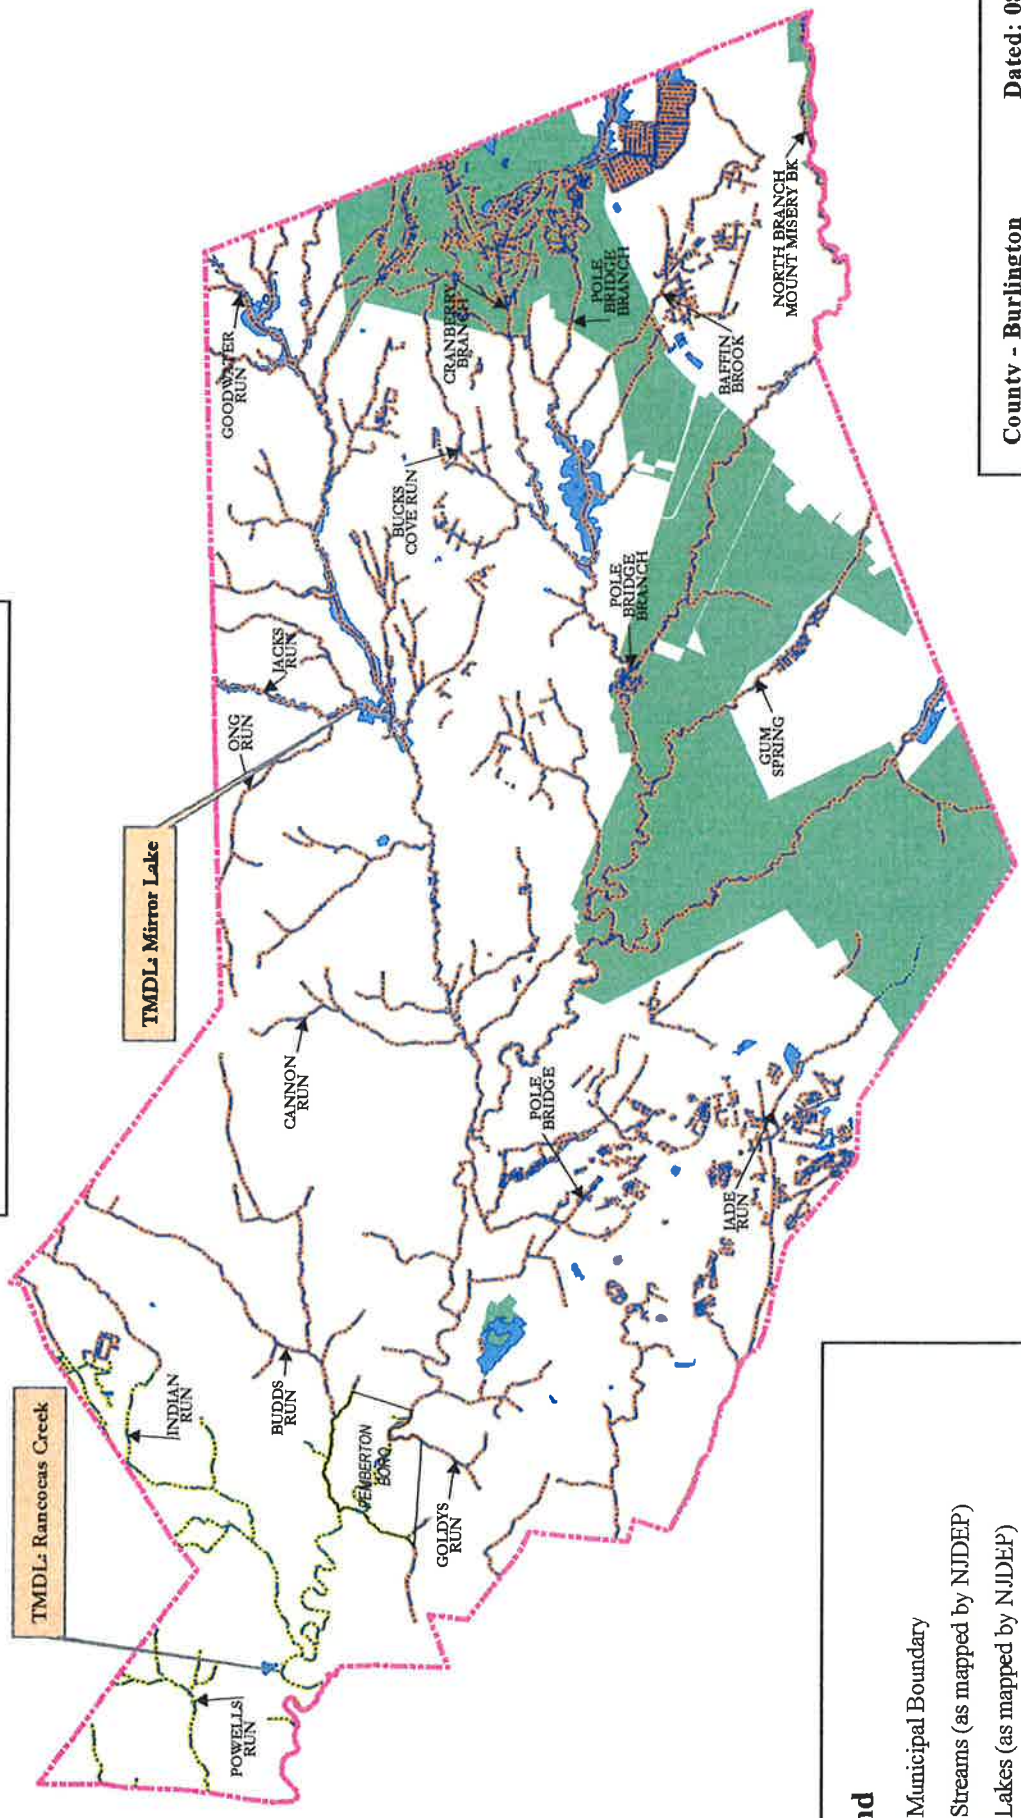 TMDL: Rancocas Creek
TMDL: Mirror Lake
POWELLS
RUN
INDIAN
RUN
BUDDS
RUN
PEMBERTON
BORO
GOLDYS
RUN
CANNON
RUN
POLE
BRIDGE
JADE
RUN
ONG
RUN
JACKS
RUN
GUM
SPRING
POLE
BRIDGE
BRANCH
BUCKS
COVE RUN
GOODWATER
RUN
CRANBERRY
BRANCH
POLE
BRIDGE
BRANCH
BAFFIN
BROOK
NORTH BRANCH
MOUNT MISERY BK
nd
Municipal Boundary
Streams (as mapped by NJDEP)
Lakes (as mapped by NJDEP)
County - Burlington
Dated: